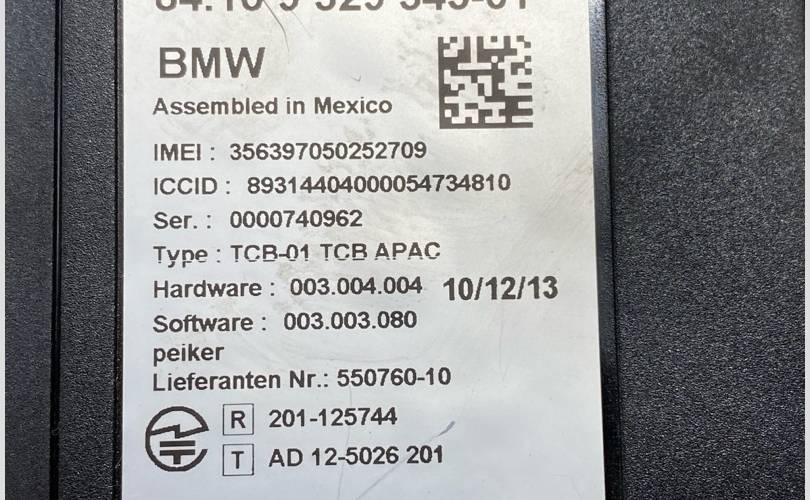 BMW
Assembled in Mexico
IMEI : 356397050252709
ICCID : 89314404000054734810
Ser. : 0000740962
Type : TCB-01 TCB APAC
Hardware : 003.004.004 10/12/13
Software : 003.003.080
peiker
Lieferanten Nr.: 550760-10
R 201-125744
T AD 12-5026 201